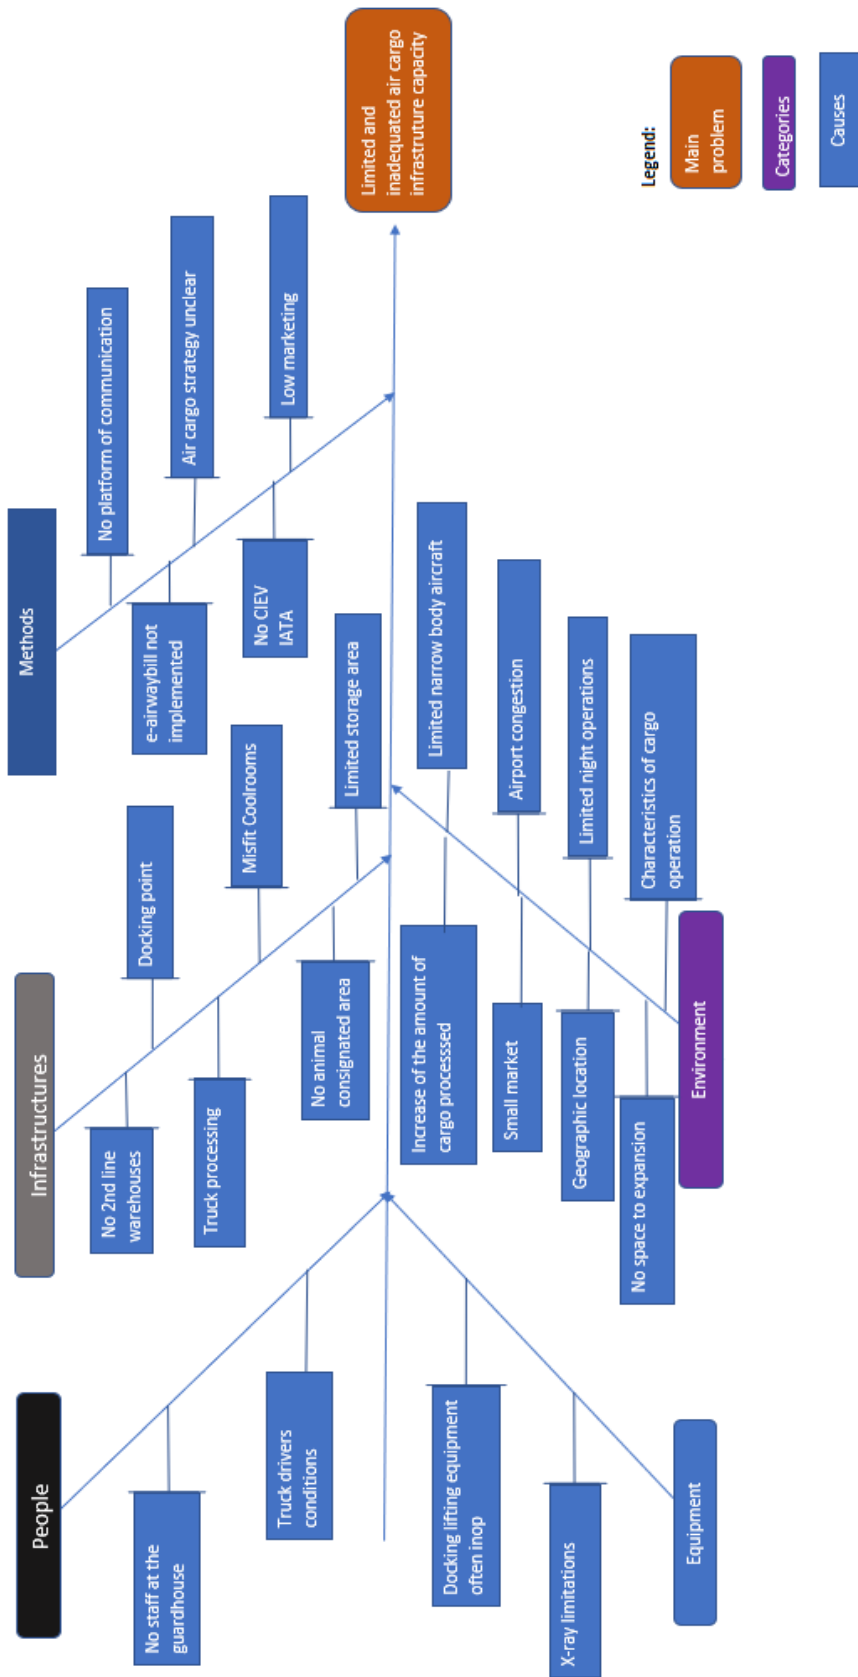 People
Infrastructures
Methods
No staff at the
guardhouse
Truck drivers
conditions
No 2nd line
warehouses
Docking point
Truck processing
Misfit Coolrooms
No animal
consignated area
Limited storage area
No platform of communication
e-airwaybill not
implemented
Air cargo strategy unclear
No CIEV
IATA
Low marketing
Limited and
inadequated air cargo
infrastruture capacity
Docking lifting equipment
often inop
X-ray limitations
Equipment
Increase of the amount of
cargo processsed
Limited narrow body aircraft
Small market
Airport congestion
Geographic location
Limited night operations
No space to expansion
Characteristics of cargo
operation
Environment
Legend:
Main
problem
Categories
Causes